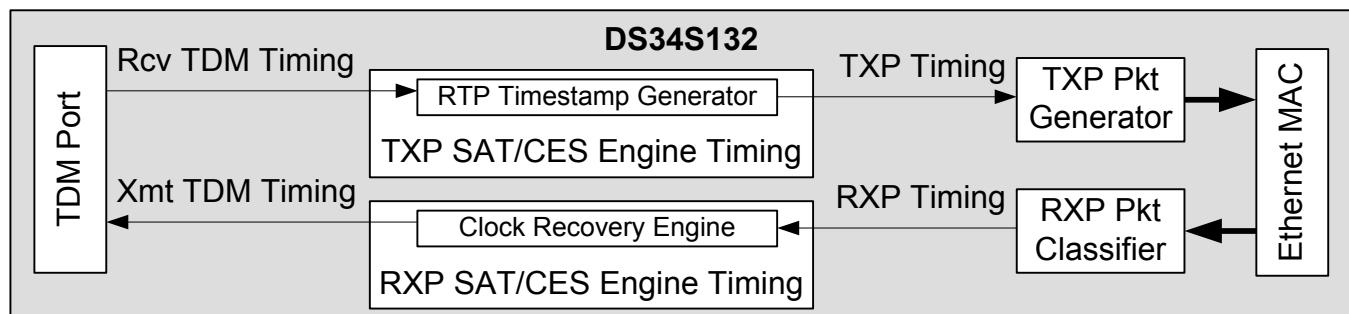 DS34S132
TDM Port
Rcv TDM Timing
RTP Timestamp Generator
TXP SAT/CES Engine Timing
TXP Timing
TXP Pkt
Generator
Ethernet MAC
Xmt TDM Timing
Clock Recovery Engine
RXP SAT/CES Engine Timing
RXP Timing
RXP Pkt
Classifier